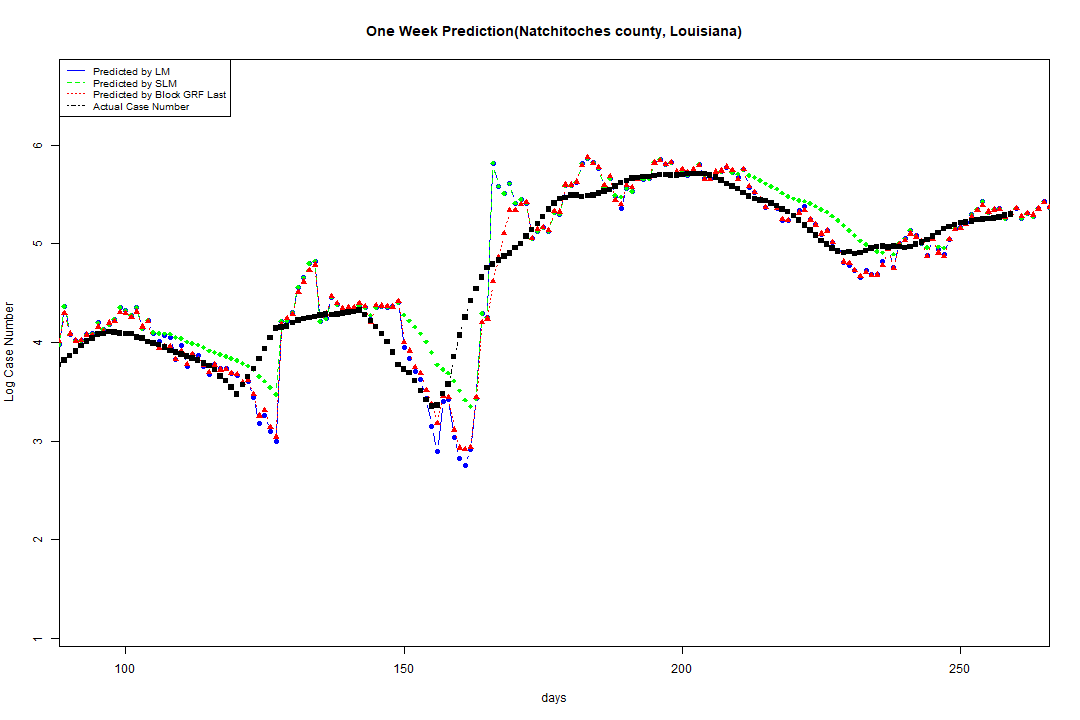 One Week Prediction(Natchitoches county, Louisiana)
Predicted by LM
Predicted by SLM
Predicted by Block GRF Last
Actual Case Number
6
5
4
3
2
1
Log Case Number
100 150 200 250
days